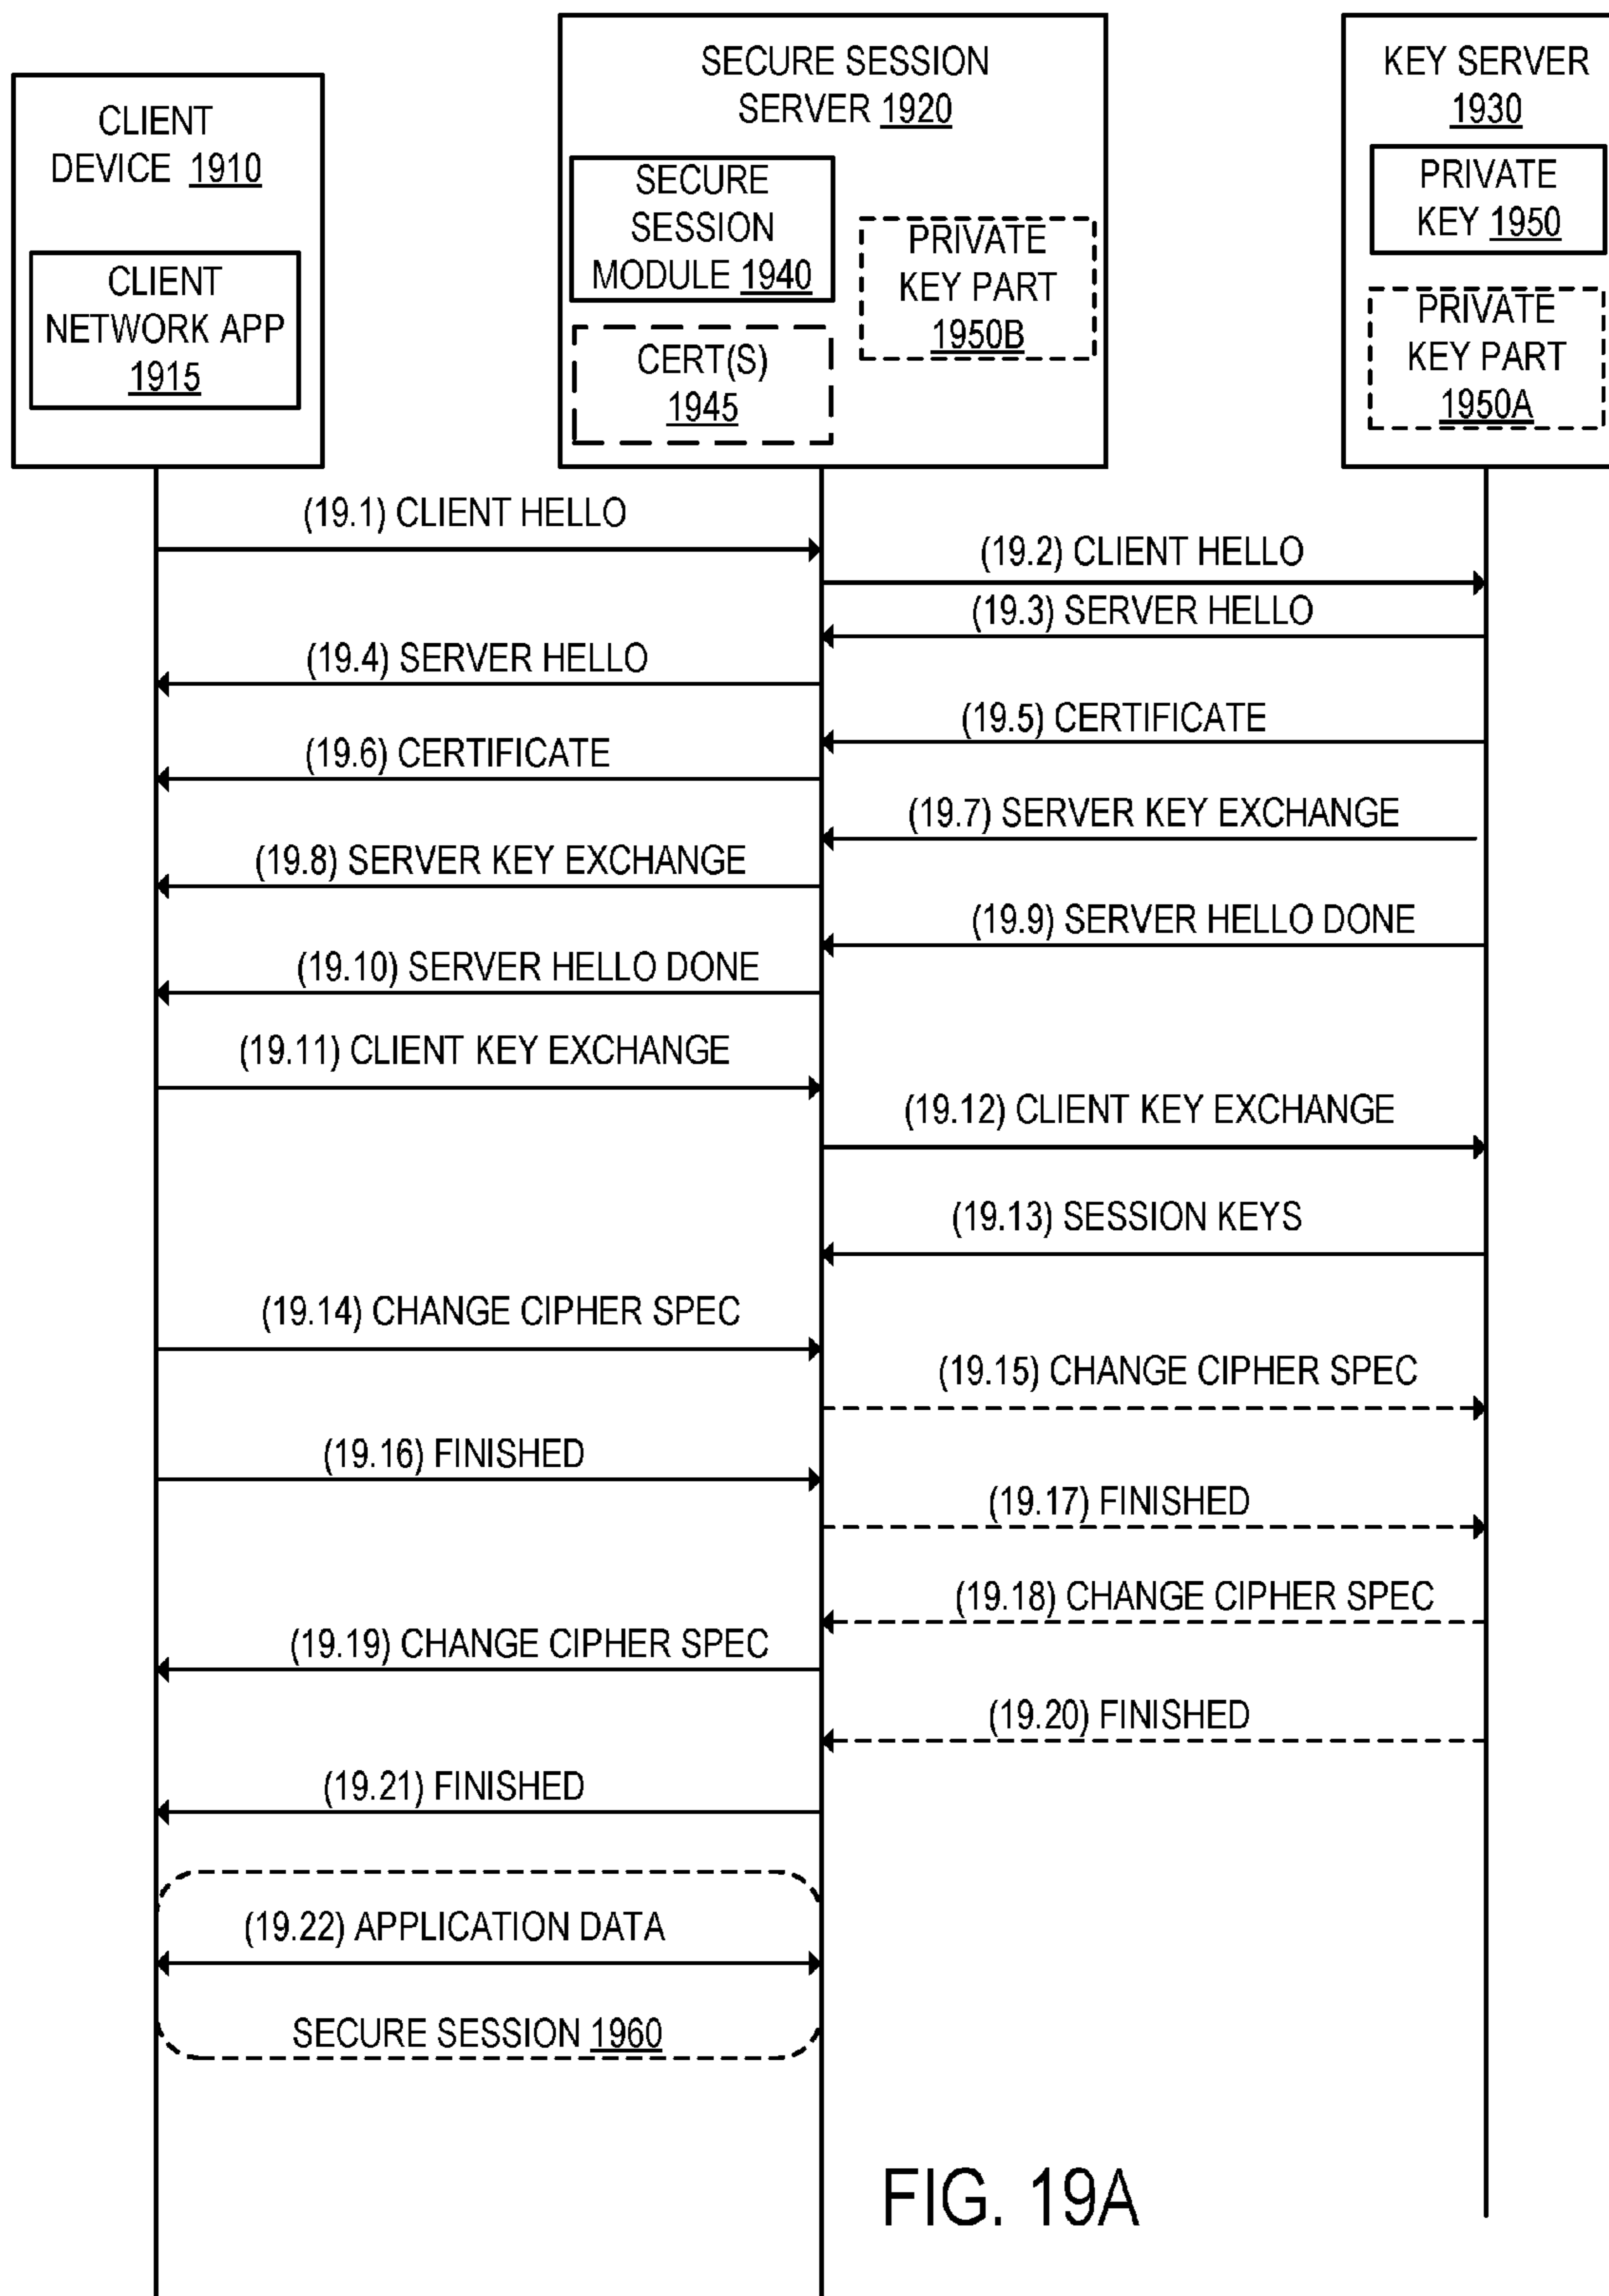 CLIENT
DEVICE 1910
CLIENT
NETWORK APP
1915
SECURE SESSION
SERVER 1920
SECURE
SESSION
MODULE 1940
CERT(S)
1945
PRIVATE
KEY PART
1950B
KEY SERVER
1930
PRIVATE
KEY 1950
PRIVATE
KEY PART
1950A
(19.1) CLIENT HELLO
(19.2) CLIENT HELLO
(19.3) SERVER HELLO
(19.4) SERVER HELLO
(19.5) CERTIFICATE
(19.6) CERTIFICATE
(19.7) SERVER KEY EXCHANGE
(19.8) SERVER KEY EXCHANGE
(19.9) SERVER HELLO DONE
(19.10) SERVER HELLO DONE
(19.11) CLIENT KEY EXCHANGE
(19.12) CLIENT KEY EXCHANGE
(19.13) SESSION KEYS
(19.14) CHANGE CIPHER SPEC
(19.15) CHANGE CIPHER SPEC
(19.16) FINISHED
(19.17) FINISHED
(19.18) CHANGE CIPHER SPEC
(19.19) CHANGE CIPHER SPEC
(19.20) FINISHED
(19.21) FINISHED
(19.22) APPLICATION DATA
SECURE SESSION 1960
FIG. 19A